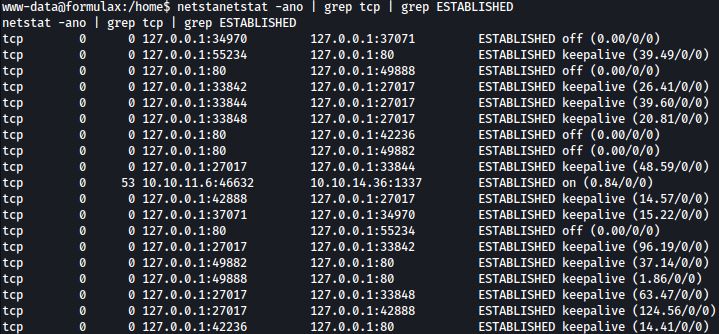 www-data@formulax:/home$ netstanetstat -ano | grep tcp | grep ESTABLISHED
netstat -ano | grep tcp | grep ESTABLISHED
tcp        0      0 127.0.0.1:34970         127.0.0.1:37071         ESTABLISHED off (0.00/0/0)
tcp        0      0 127.0.0.1:55234         127.0.0.1:80            ESTABLISHED keepalive (39.49/0/0)
tcp        0      0 127.0.0.1:80            127.0.0.1:49888         ESTABLISHED off (0.00/0/0)
tcp        0      0 127.0.0.1:33842         127.0.0.1:27017         ESTABLISHED keepalive (26.41/0/0)
tcp        0      0 127.0.0.1:33844         127.0.0.1:27017         ESTABLISHED keepalive (39.60/0/0)
tcp        0      0 127.0.0.1:33848         127.0.0.1:27017         ESTABLISHED keepalive (20.81/0/0)
tcp        0      0 127.0.0.1:80            127.0.0.1:42236         ESTABLISHED off (0.00/0/0)
tcp        0      0 127.0.0.1:80            127.0.0.1:49882         ESTABLISHED off (0.00/0/0)
tcp        0      0 127.0.0.1:27017         127.0.0.1:33844         ESTABLISHED keepalive (48.59/0/0)
tcp        0     53 10.10.11.6:46632        10.10.14.36:1337        ESTABLISHED on (0.84/0/0)
tcp        0      0 127.0.0.1:42888         127.0.0.1:27017         ESTABLISHED keepalive (14.57/0/0)
tcp        0      0 127.0.0.1:37071         127.0.0.1:34970         ESTABLISHED keepalive (15.22/0/0)
tcp        0      0 127.0.0.1:80            127.0.0.1:55234         ESTABLISHED off (0.00/0/0)
tcp        0      0 127.0.0.1:27017         127.0.0.1:33842         ESTABLISHED keepalive (96.19/0/0)
tcp        0      0 127.0.0.1:49882         127.0.0.1:80            ESTABLISHED keepalive (37.14/0/0)
tcp        0      0 127.0.0.1:49888         127.0.0.1:80            ESTABLISHED keepalive (1.86/0/0)
tcp        0      0 127.0.0.1:27017         127.0.0.1:33848         ESTABLISHED keepalive (63.47/0/0)
tcp        0      0 127.0.0.1:27017         127.0.0.1:42888         ESTABLISHED keepalive (124.56/0/0)
tcp        0      0 127.0.0.1:42236         127.0.0.1:80            ESTABLISHED keepalive (14.41/0/0)